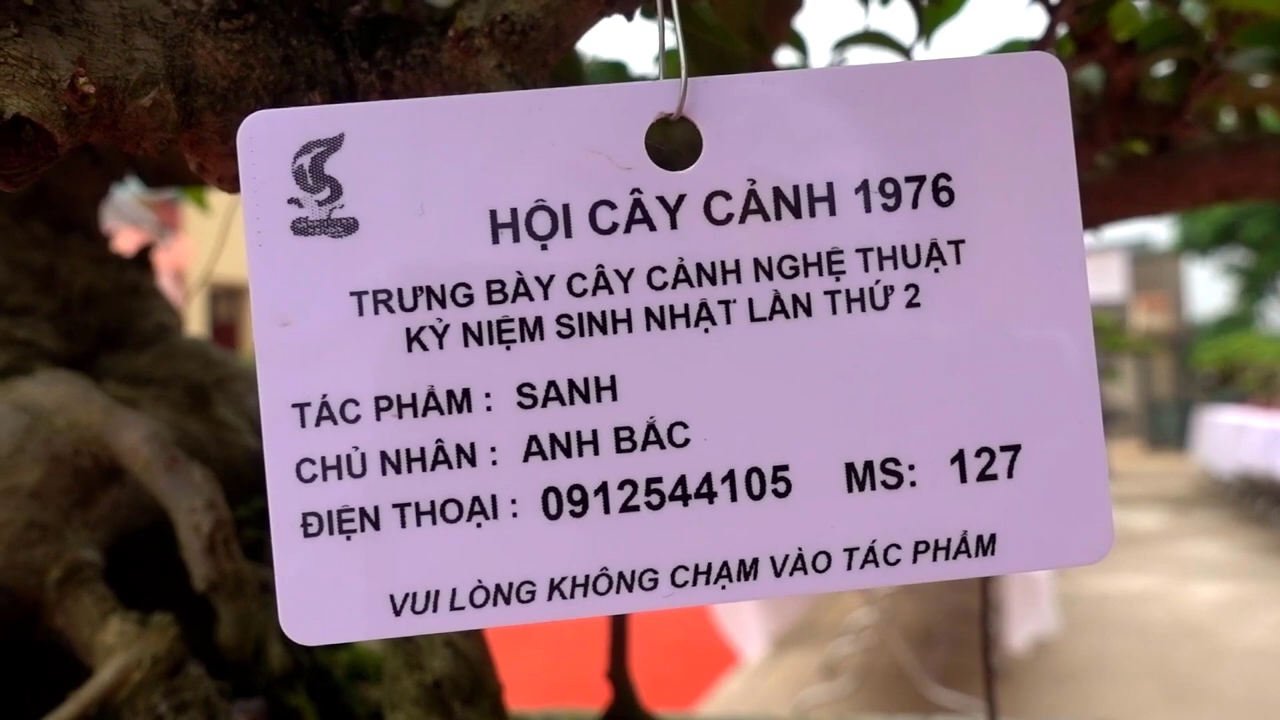 HỘI CÂY CẢNH 1976
TRƯNG BÀY CÂY CẢNH NGHỆ THUẬT
KỶ NIỆM SINH NHẬT LẦN THỨ 2
TÁC PHẨM : SANH
CHỦ NHÂN : ANH BẮC
ĐIỆN THOẠI : 0912544105 MS: 127
VUI LÒNG KHÔNG CHẠM VÀO TÁC PHẨM